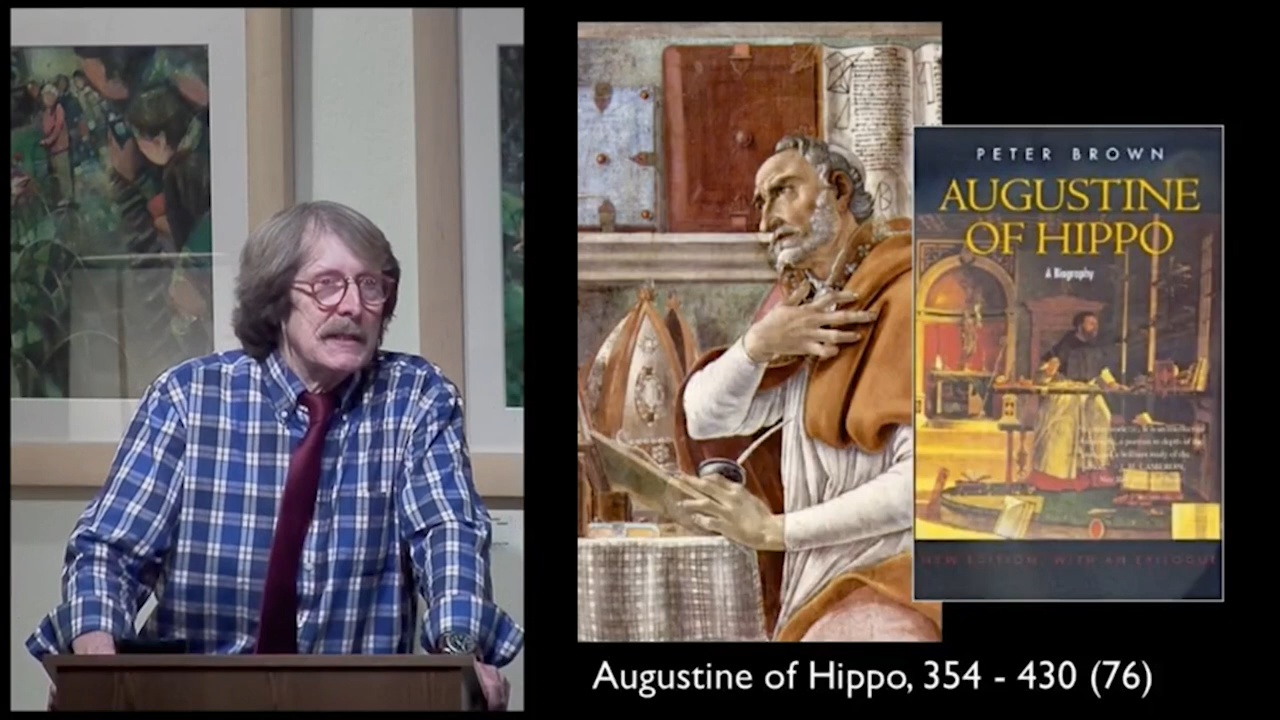 PETER BROWN
AUGUSTINE
OF HIPPO
A Biography
NEW EDITION, WITH AN EPILOGUE
Augustine of Hippo, 354 - 430 (76)